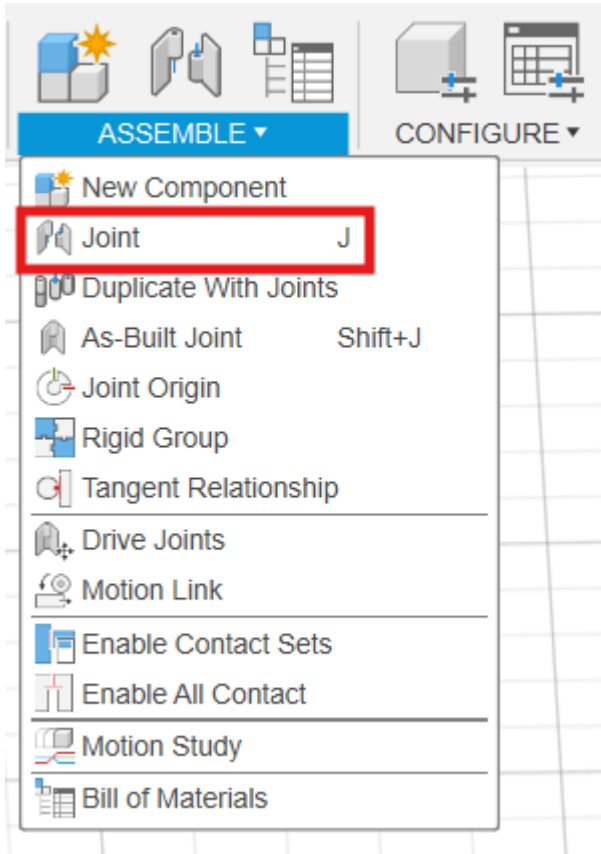 ASSEMBLE ▾ CONFIGURE ▾
New Component
Joint J
Duplicate With Joints
As-Built Joint Shift+J
Joint Origin
Rigid Group
Tangent Relationship
Drive Joints
Motion Link
Enable Contact Sets
Enable All Contact
Motion Study
Bill of Materials